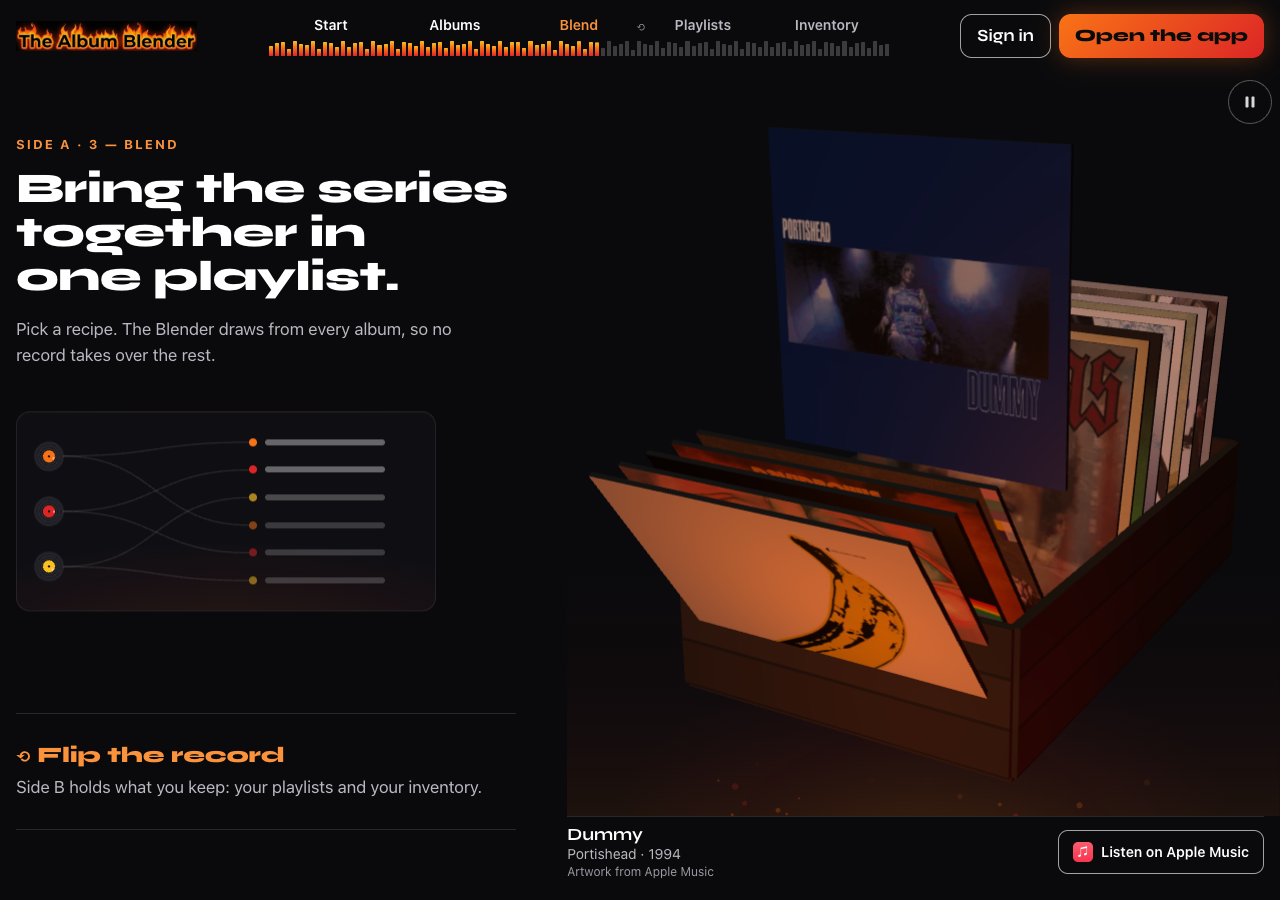 The Album Blender
Start
Albums
Blend
Playlists
Inventory
Sign in
Open the app
SIDE A · 3 — BLEND
Bring the series
together in
one playlist.
Pick a recipe. The Blender draws from every album, so no
record takes over the rest.
PORTISHEAD
DUMMY
Flip the record
Side B holds what you keep: your playlists and your inventory.
Dummy
Portishead · 1994
Artwork from Apple Music
Listen on Apple Music